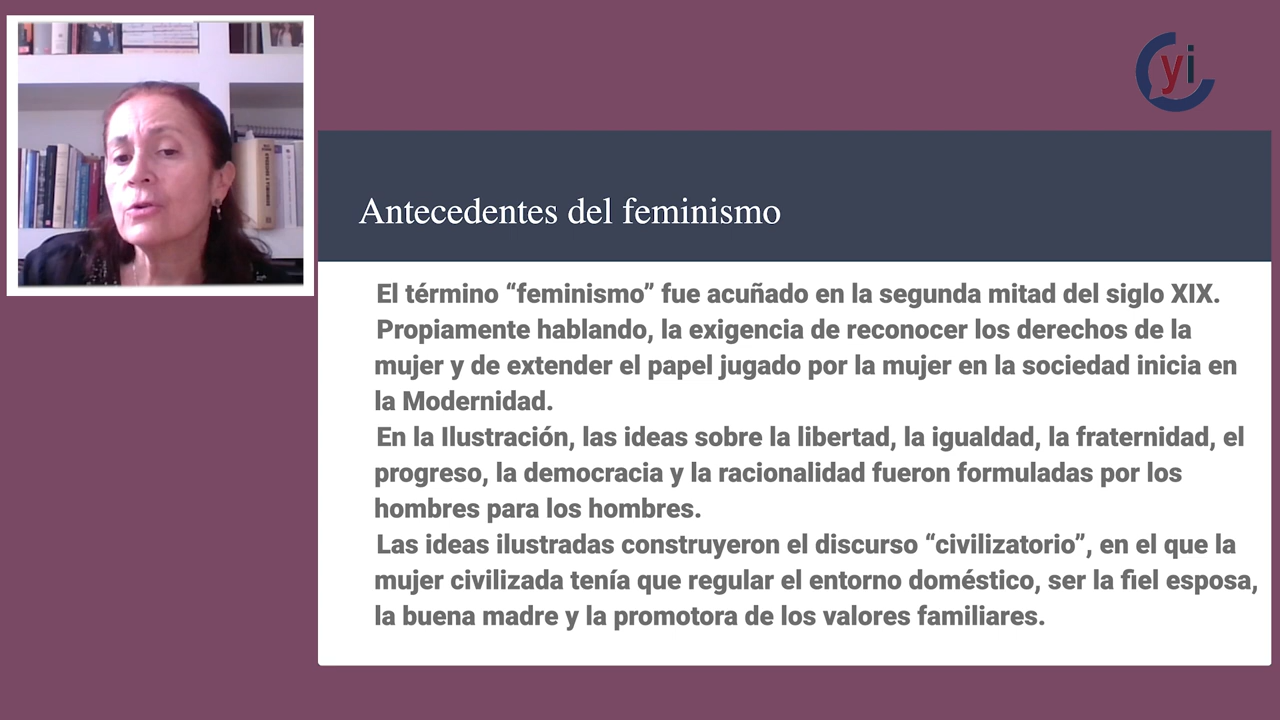 yi
Antecedentes del feminismo
El término “feminismo” fue acuñado en la segunda mitad del siglo XIX.
Propiamente hablando, la exigencia de reconocer los derechos de la
mujer y de extender el papel jugado por la mujer en la sociedad inicia en
la Modernidad.
En la Ilustración, las ideas sobre la libertad, la igualdad, la fraternidad, el
progreso, la democracia y la racionalidad fueron formuladas por los
hombres para los hombres.
Las ideas ilustradas construyeron el discurso “civilizatorio”, en el que la
mujer civilizada tenía que regular el entorno doméstico, ser la fiel esposa,
la buena madre y la promotora de los valores familiares.